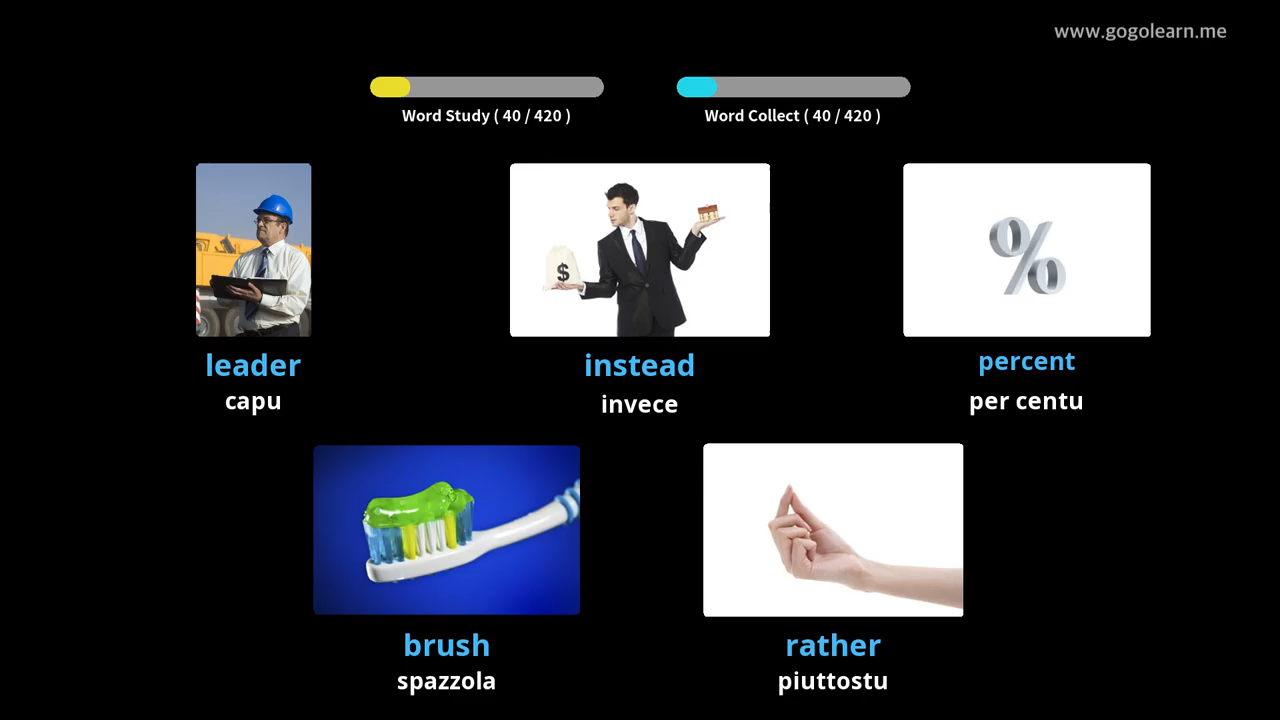 www.gogolearn.me
Word Study ( 40 / 420 )
Word Collect ( 40 / 420 )
$
%
leader
capu
instead
invece
percent
per centu
brush
spazzola
rather
piuttostu